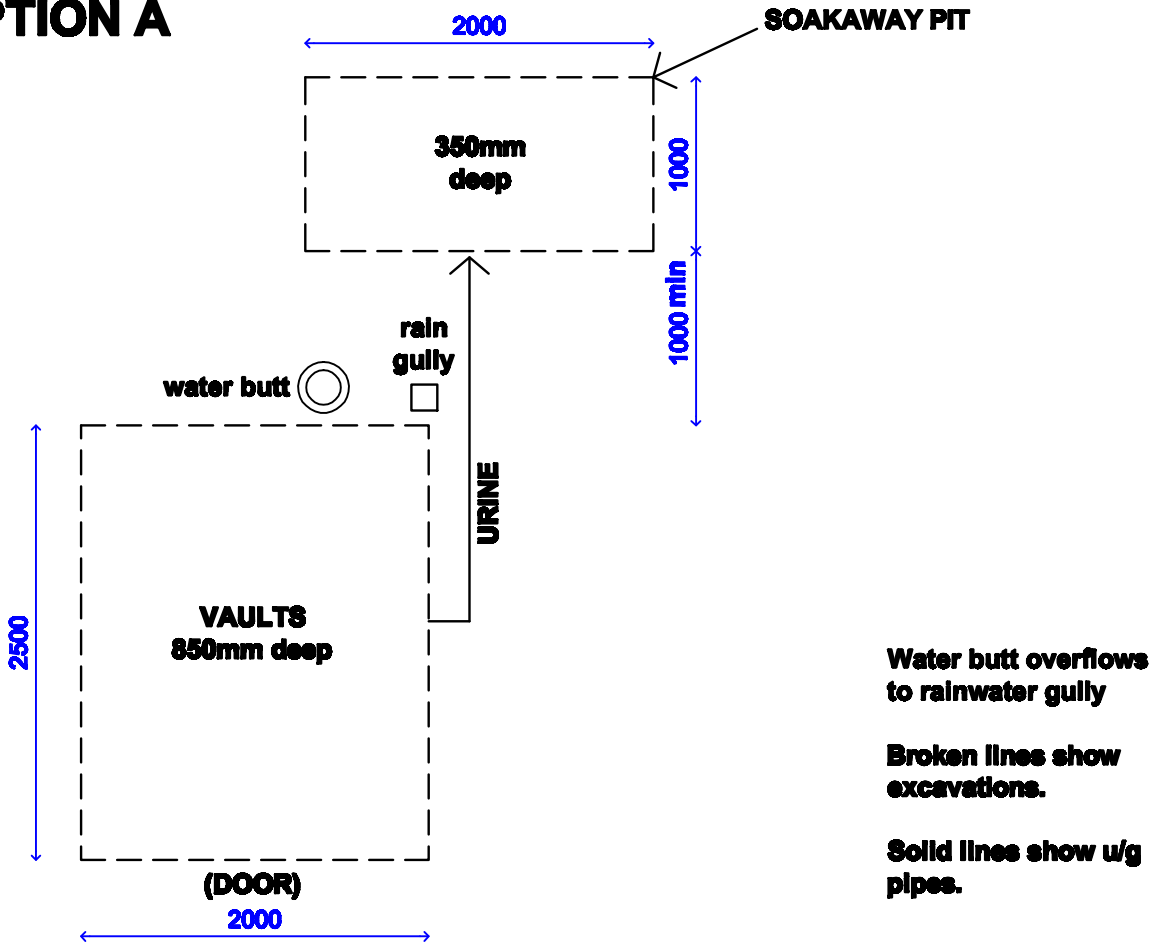 PTION A
2000
SOAKAWAY PIT
350mm
deep
1000
1000 min
rain
gully
water butt
URINE
VAULTS
850mm deep
2500
(DOOR)
2000
Water butt overflows
to rainwater gully
Broken lines show
excavations.
Solid lines show u/g
pipes.